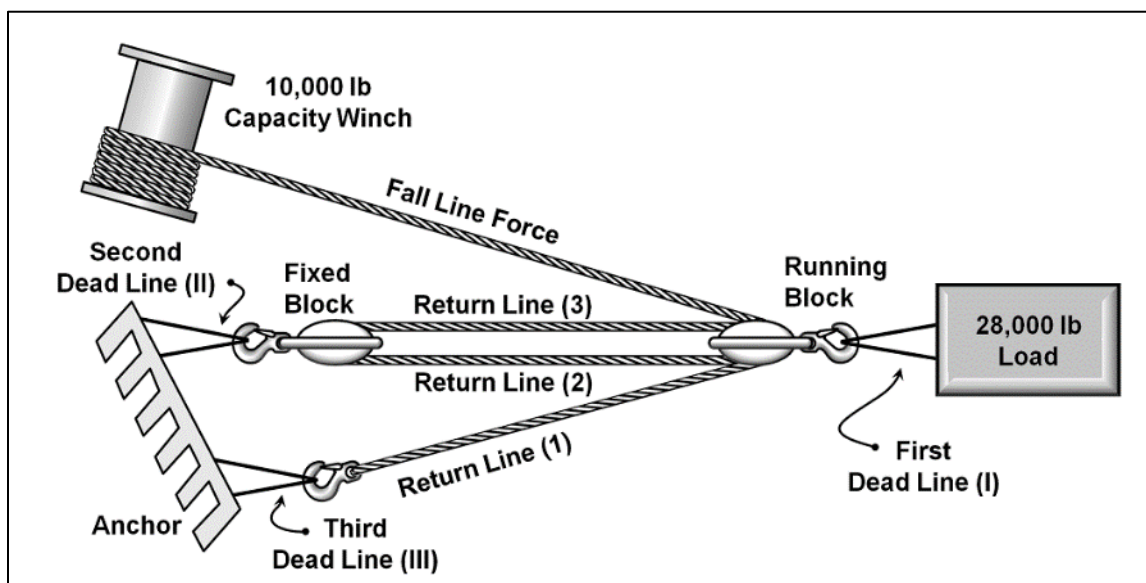 10,000 lb
Capacity Winch
Fall Line Force
Second
Dead Line (II)
Fixed
Block
Return Line (3)
Running
Block
28,000 lb
Load
Return Line (2)
Return Line (1)
First
Dead Line (I)
Anchor
Third
Dead Line (III)